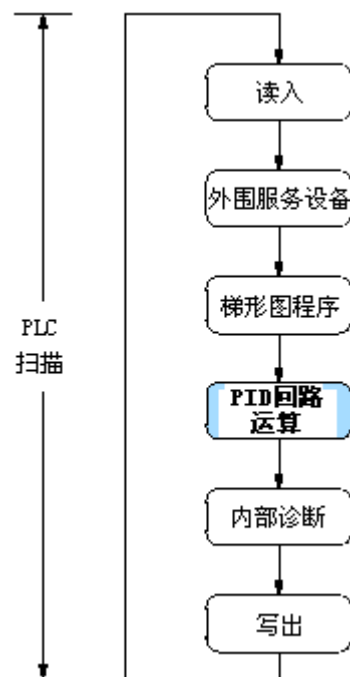 读入
外围服务设备
梯形图程序
PLC
扫描
PID回路
运算
内部诊断
写出